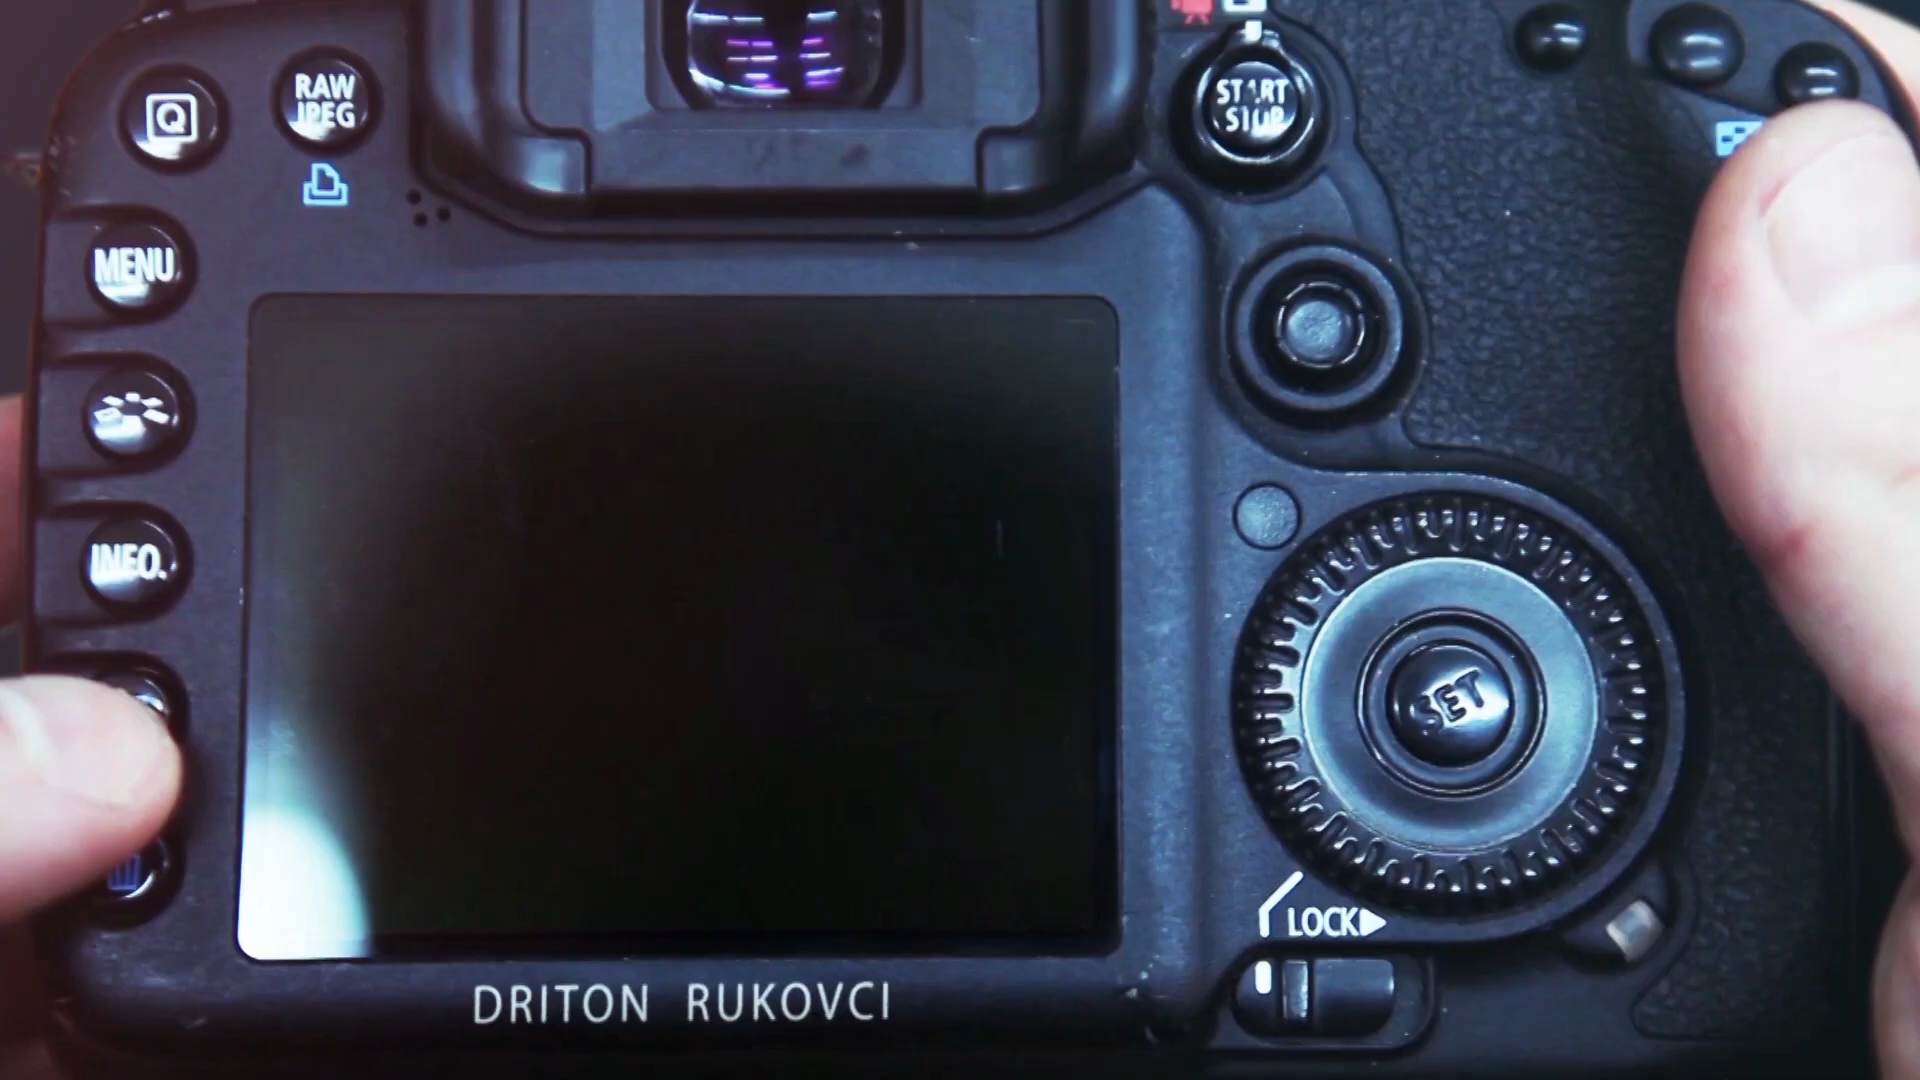 Q
RAW
JPEG
START
STOP
MENU
INFO.
SET
LOCK
DRITON RUKOVCI